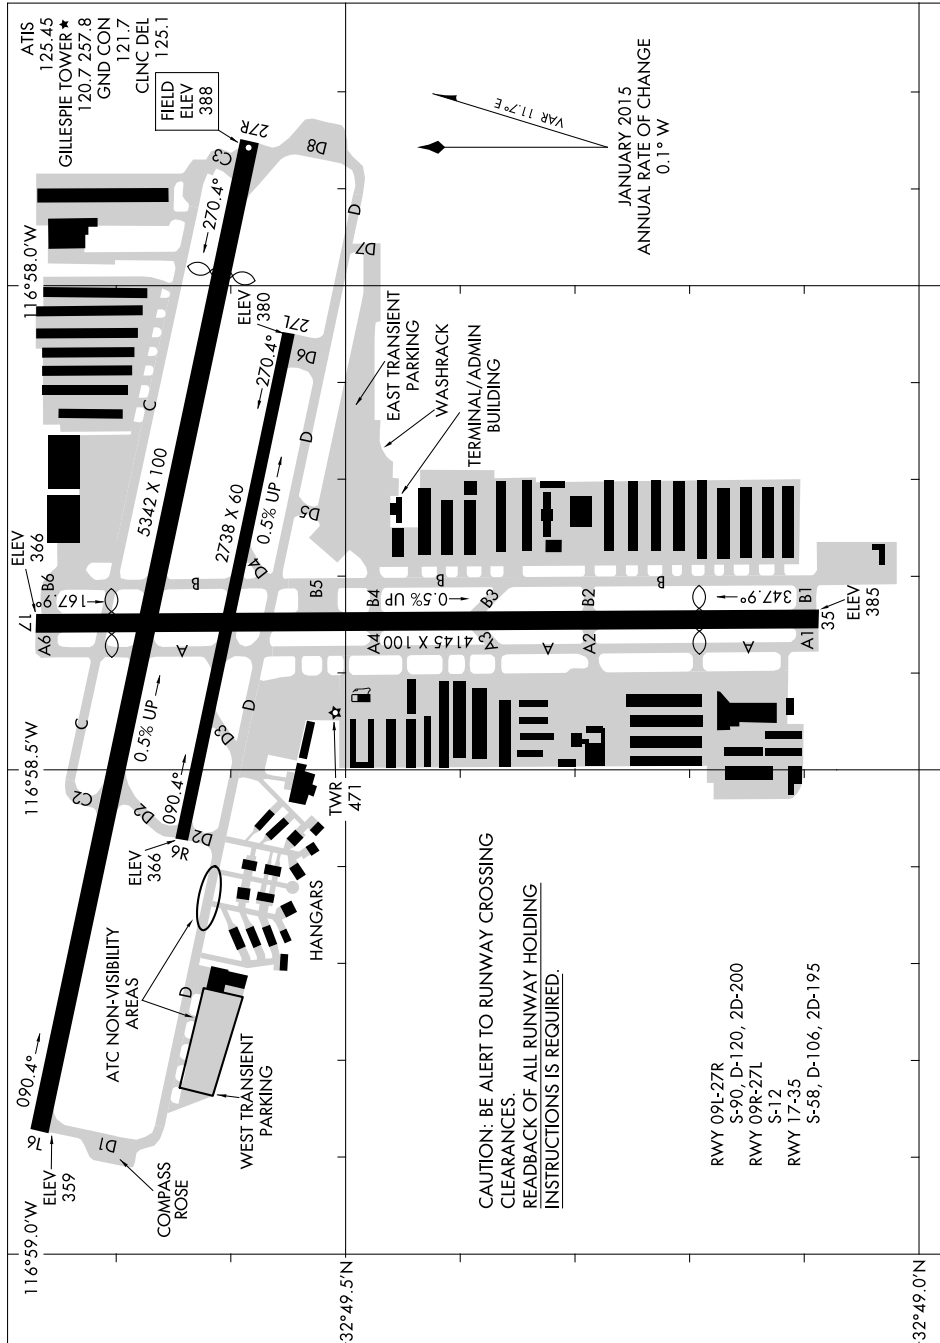 ATIS
125.45
GILLESPIE TOWER★
120.7 257.8
GND CON
121.7
CLNC DEL
125.1
FIELD
ELEV
388
27R
C3
D8
270.4°
D
D7
116°58.0'W
ELEV
380
27L
270.4°
D6
C
D
5342 X 100
2738 X 60
0.5% UP
D5
D4
EAST TRANSIENT
PARKING
WASHRACK
TERMINAL/ADMIN
BUILDING
VAR 11.7°E
JANUARY 2015
ANNUAL RATE OF CHANGE
0.1° W
ELEV
366
17
B6
167.9°
A6
B
B5
B4
B
0.5% UP
B3
B2
B
347.9°
B1
35
ELEV
385
A
A4
4145 X 100
A3
A
A2
A
A1
C
0.5% UP
D
D3
116°58.5'W
C2
D2
090.4°
9R
D2
ELEV
366
TWR
471
HANGARS
ATC NON-VISIBILITY
AREAS
D
WEST TRANSIENT
PARKING
090.4°
9L
ELEV
359
D1
COMPASS
ROSE
116°59.0'W
CAUTION: BE ALERT TO RUNWAY CROSSING
CLEARANCES.
READBACK OF ALL RUNWAY HOLDING
INSTRUCTIONS IS REQUIRED.
RWY 09L-27R
S-90, D-120, 2D-200
RWY 09R-27L
S-12
RWY 17-35
S-58, D-106, 2D-195
32°49.5'N
32°49.0'N